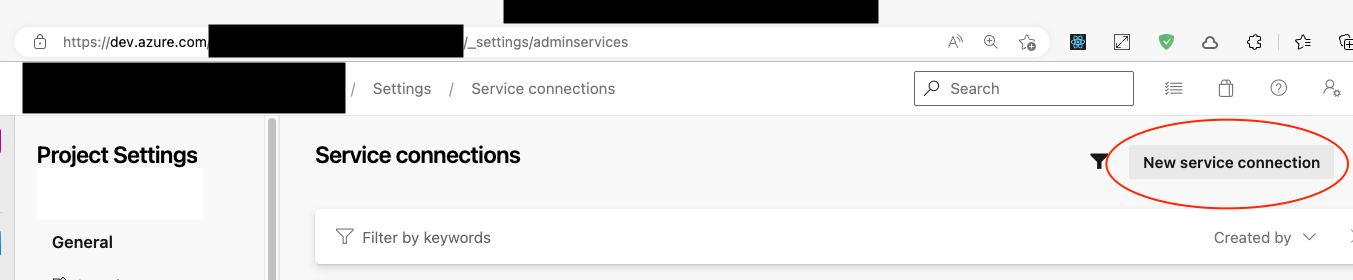 https://dev.azure.com/ /_settings/adminservices
/ Settings / Service connections
Search
Project Settings
Service connections
New service connection
Filter by keywords
Created by
General